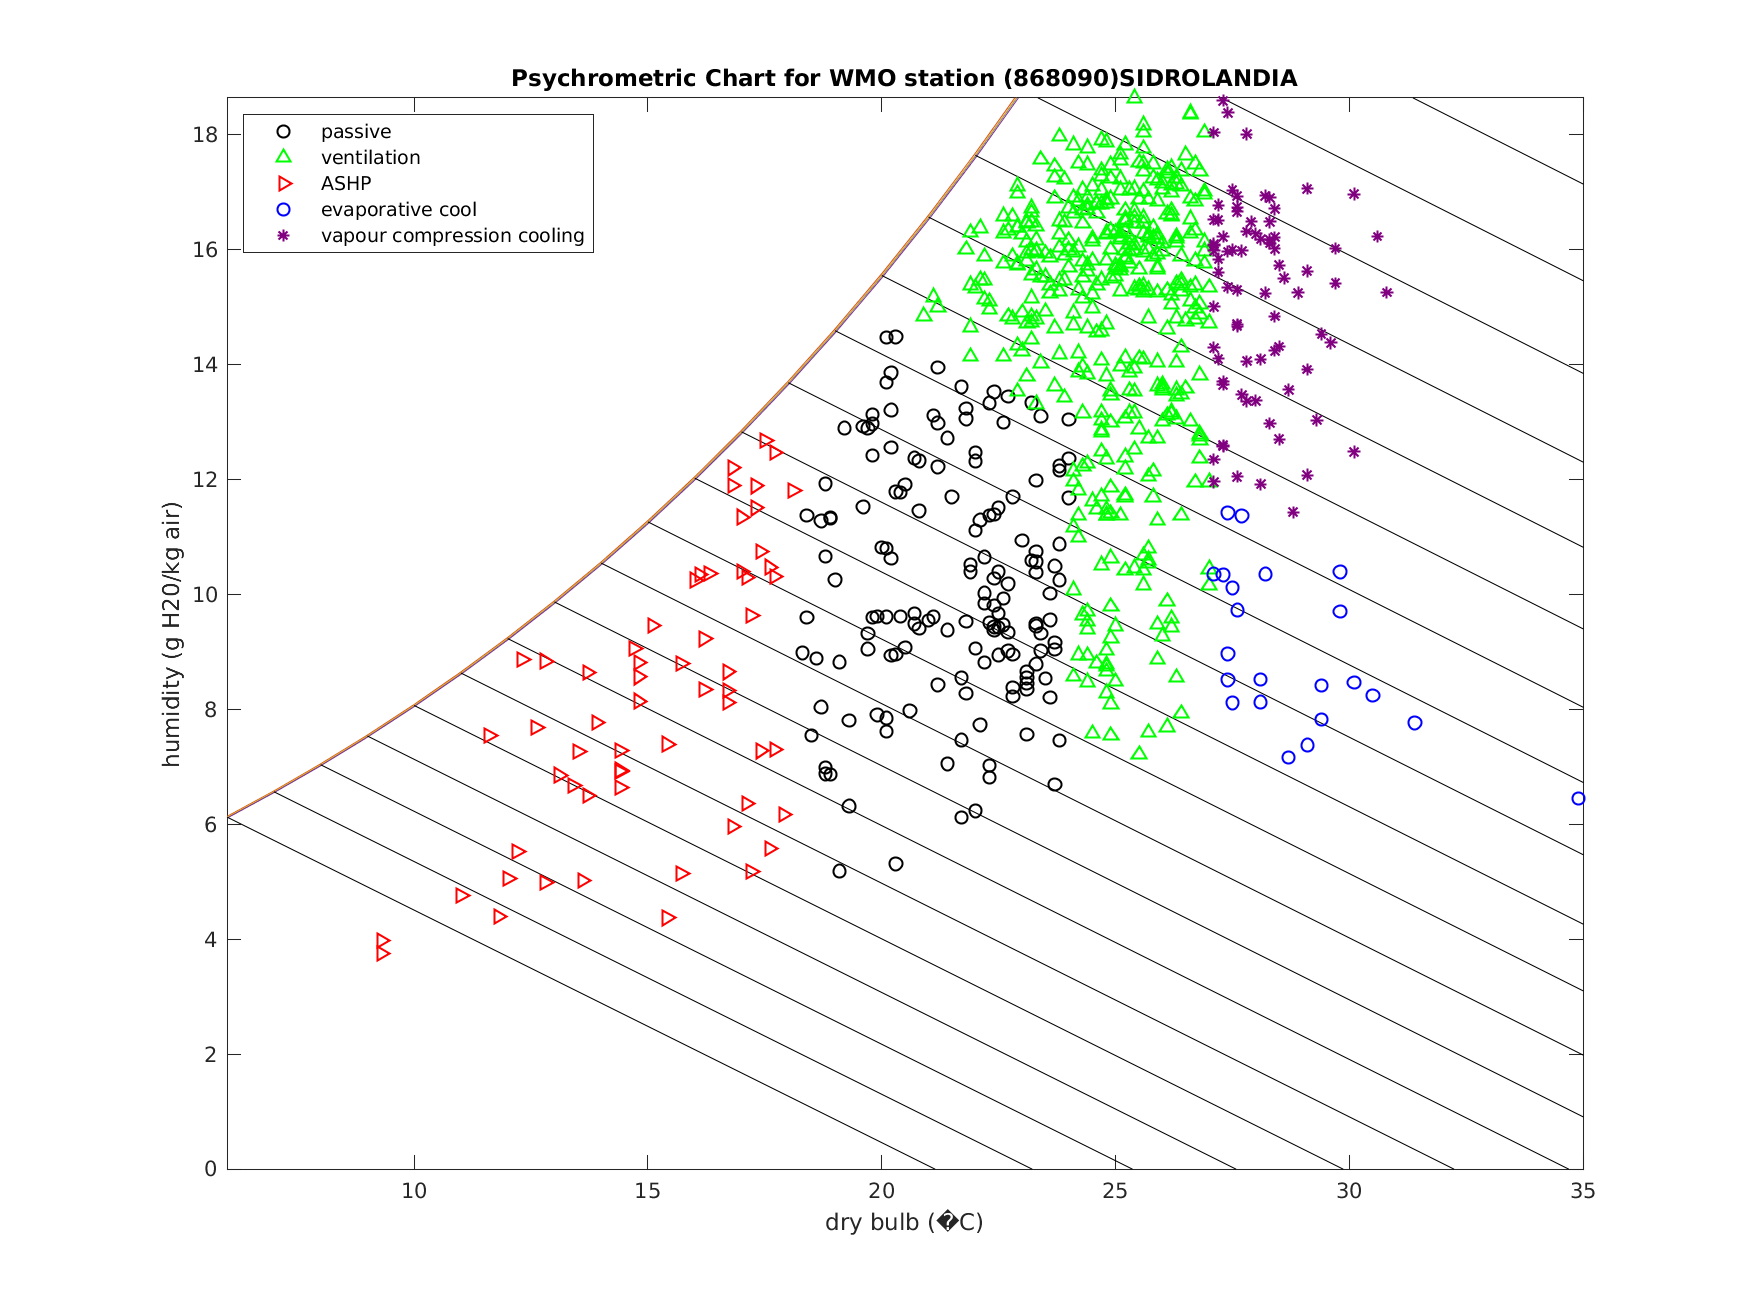 Psychrometric Chart for WMO station (868090)SIDROLANDIA
passive
ventilation
ASHP
evaporative cool
vapour compression cooling
humidity (g H20/kg air)
18
16
14
12
10
8
6
4
2
0
10
15
20
25
30
35
dry bulb (�C)